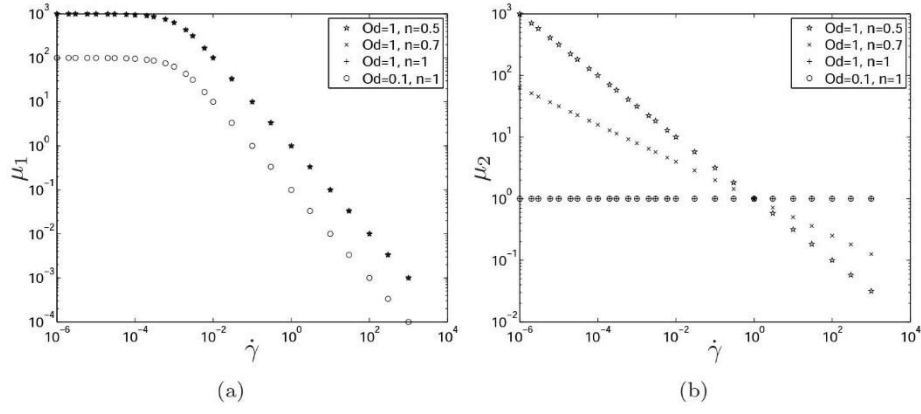 10^3
10^2
10^1
10^0
10^-1
10^-2
10^-3
10^-4
μ1
10^-6
10^-4
10^-2
10^0
10^2
10^4
γ̇
Od=1, n=0.5
Od=1, n=0.7
Od=1, n=1
Od=0.1, n=1
(a)
10^3
10^2
10^1
10^0
10^-1
10^-2
μ2
10^-6
10^-4
10^-2
10^0
10^2
10^4
γ̇
Od=1, n=0.5
Od=1, n=0.7
Od=1, n=1
Od=0.1, n=1
(b)